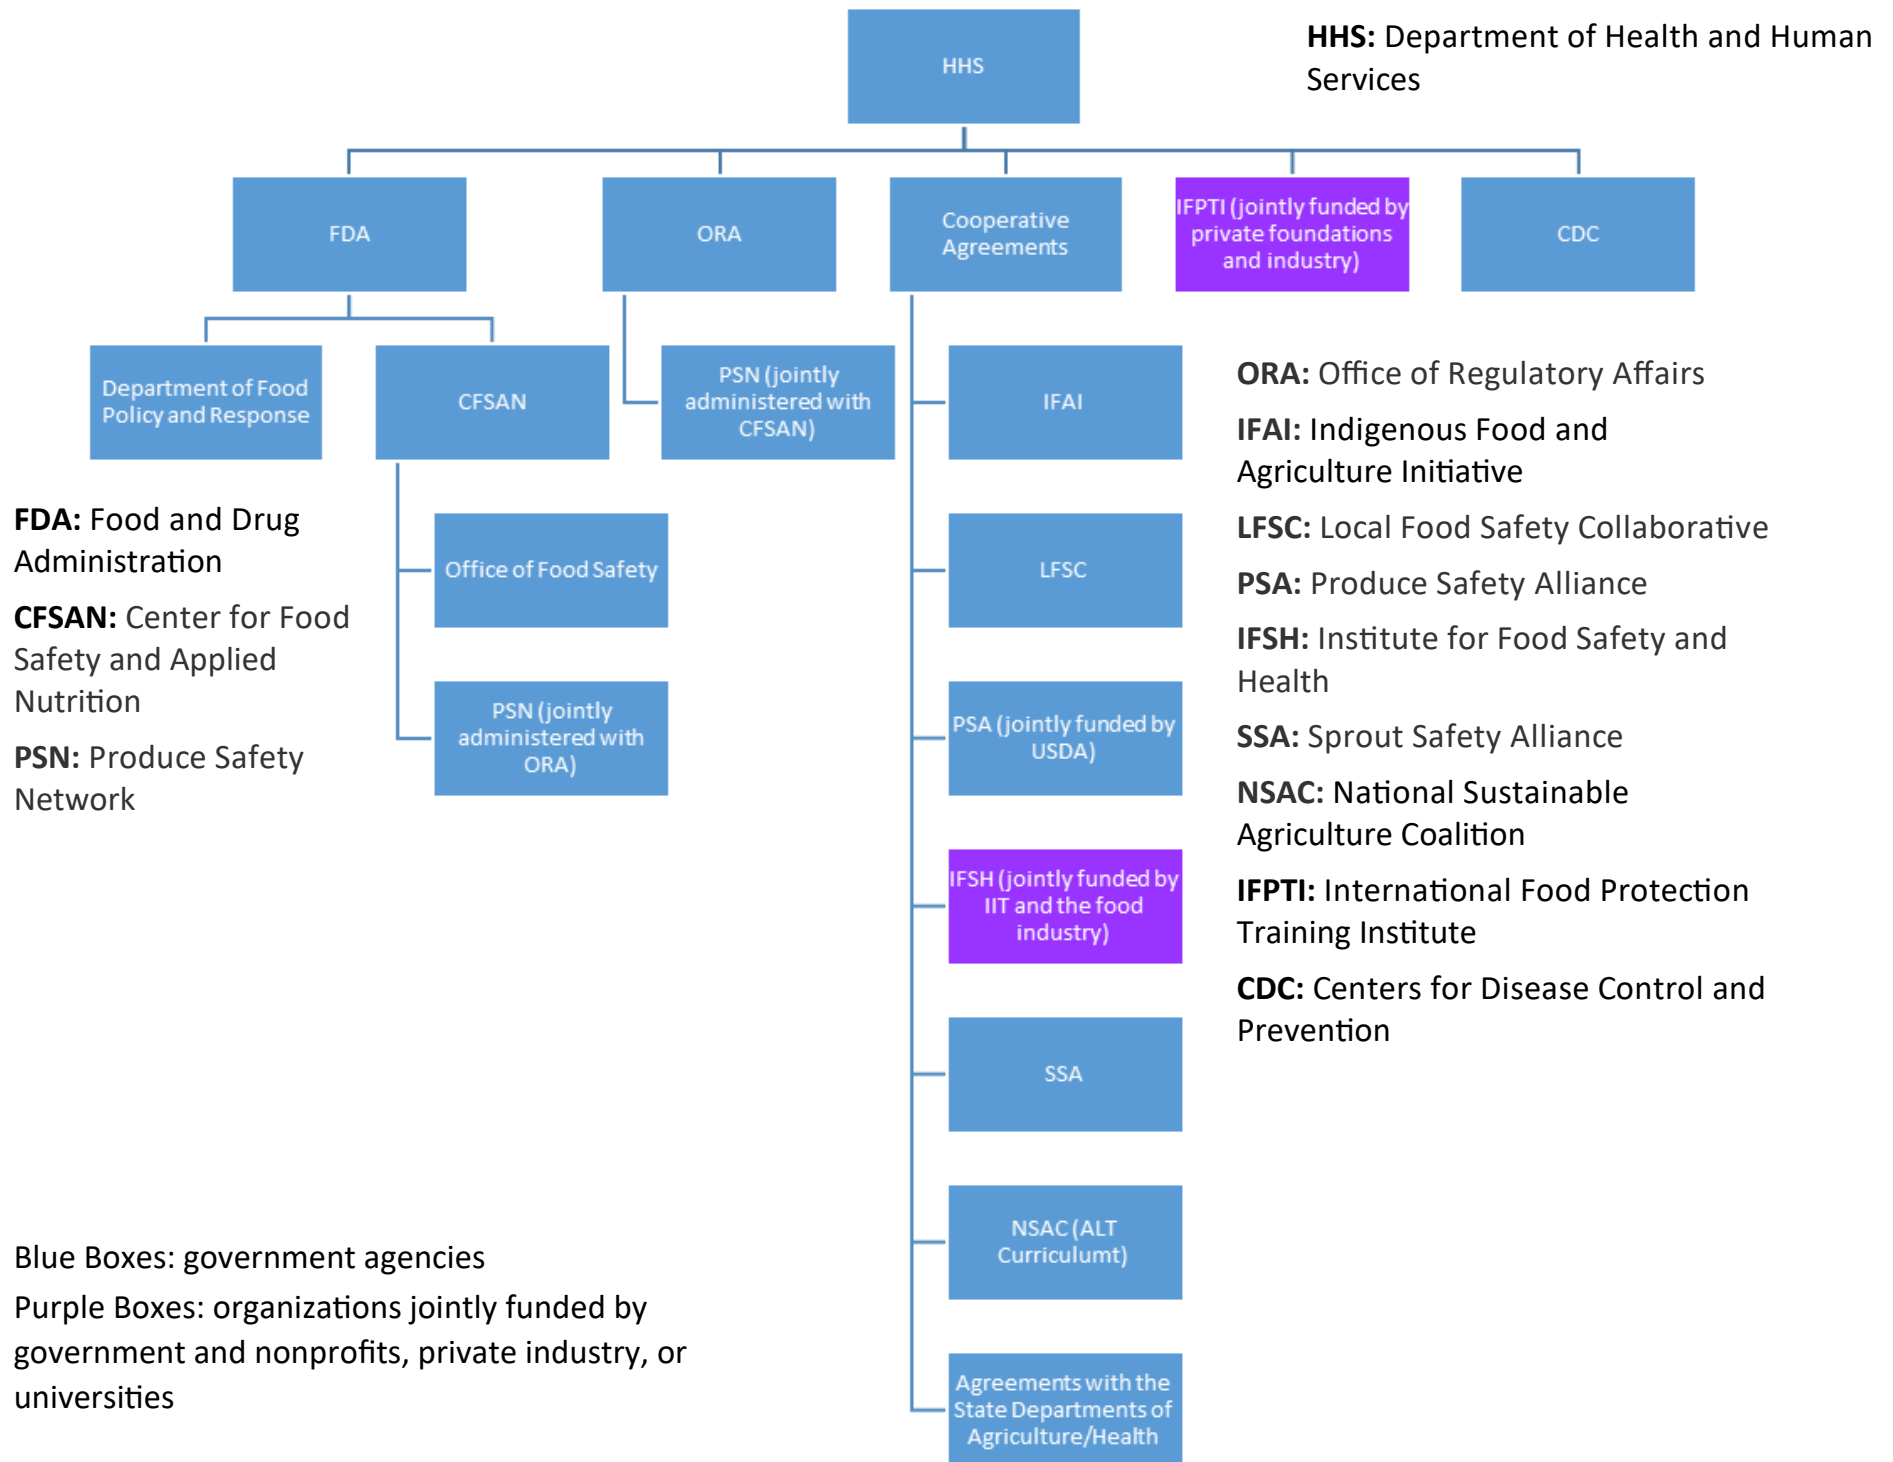 HHS
HHS: Department of Health and Human
Services
FDA
ORA
Cooperative
Agreements
IFPTI (jointly funded by
private foundations
and industry)
CDC
Department of Food
Policy and Response
CFSAN
PSN (jointly
administered with
CFSAN)
IFAI
Office of Food Safety
LFSC
PSN (jointly
administered with
ORA)
PSA (jointly funded by
USDA)
IFSH (jointly funded by
IIT and the food
industry)
SSA
NSAC (ALT
Curriculumt)
Agreements with the
State Departments of
Agriculture/Health
FDA: Food and Drug
Administration
CFSAN: Center for Food
Safety and Applied
Nutrition
PSN: Produce Safety
Network
ORA: Office of Regulatory Affairs
IFAI: Indigenous Food and
Agriculture Initiative
LFSC: Local Food Safety Collaborative
PSA: Produce Safety Alliance
IFSH: Institute for Food Safety and
Health
SSA: Sprout Safety Alliance
NSAC: National Sustainable
Agriculture Coalition
IFPTI: International Food Protection
Training Institute
CDC: Centers for Disease Control and
Prevention
Blue Boxes: government agencies
Purple Boxes: organizations jointly funded by
government and nonprofits, private industry, or
universities